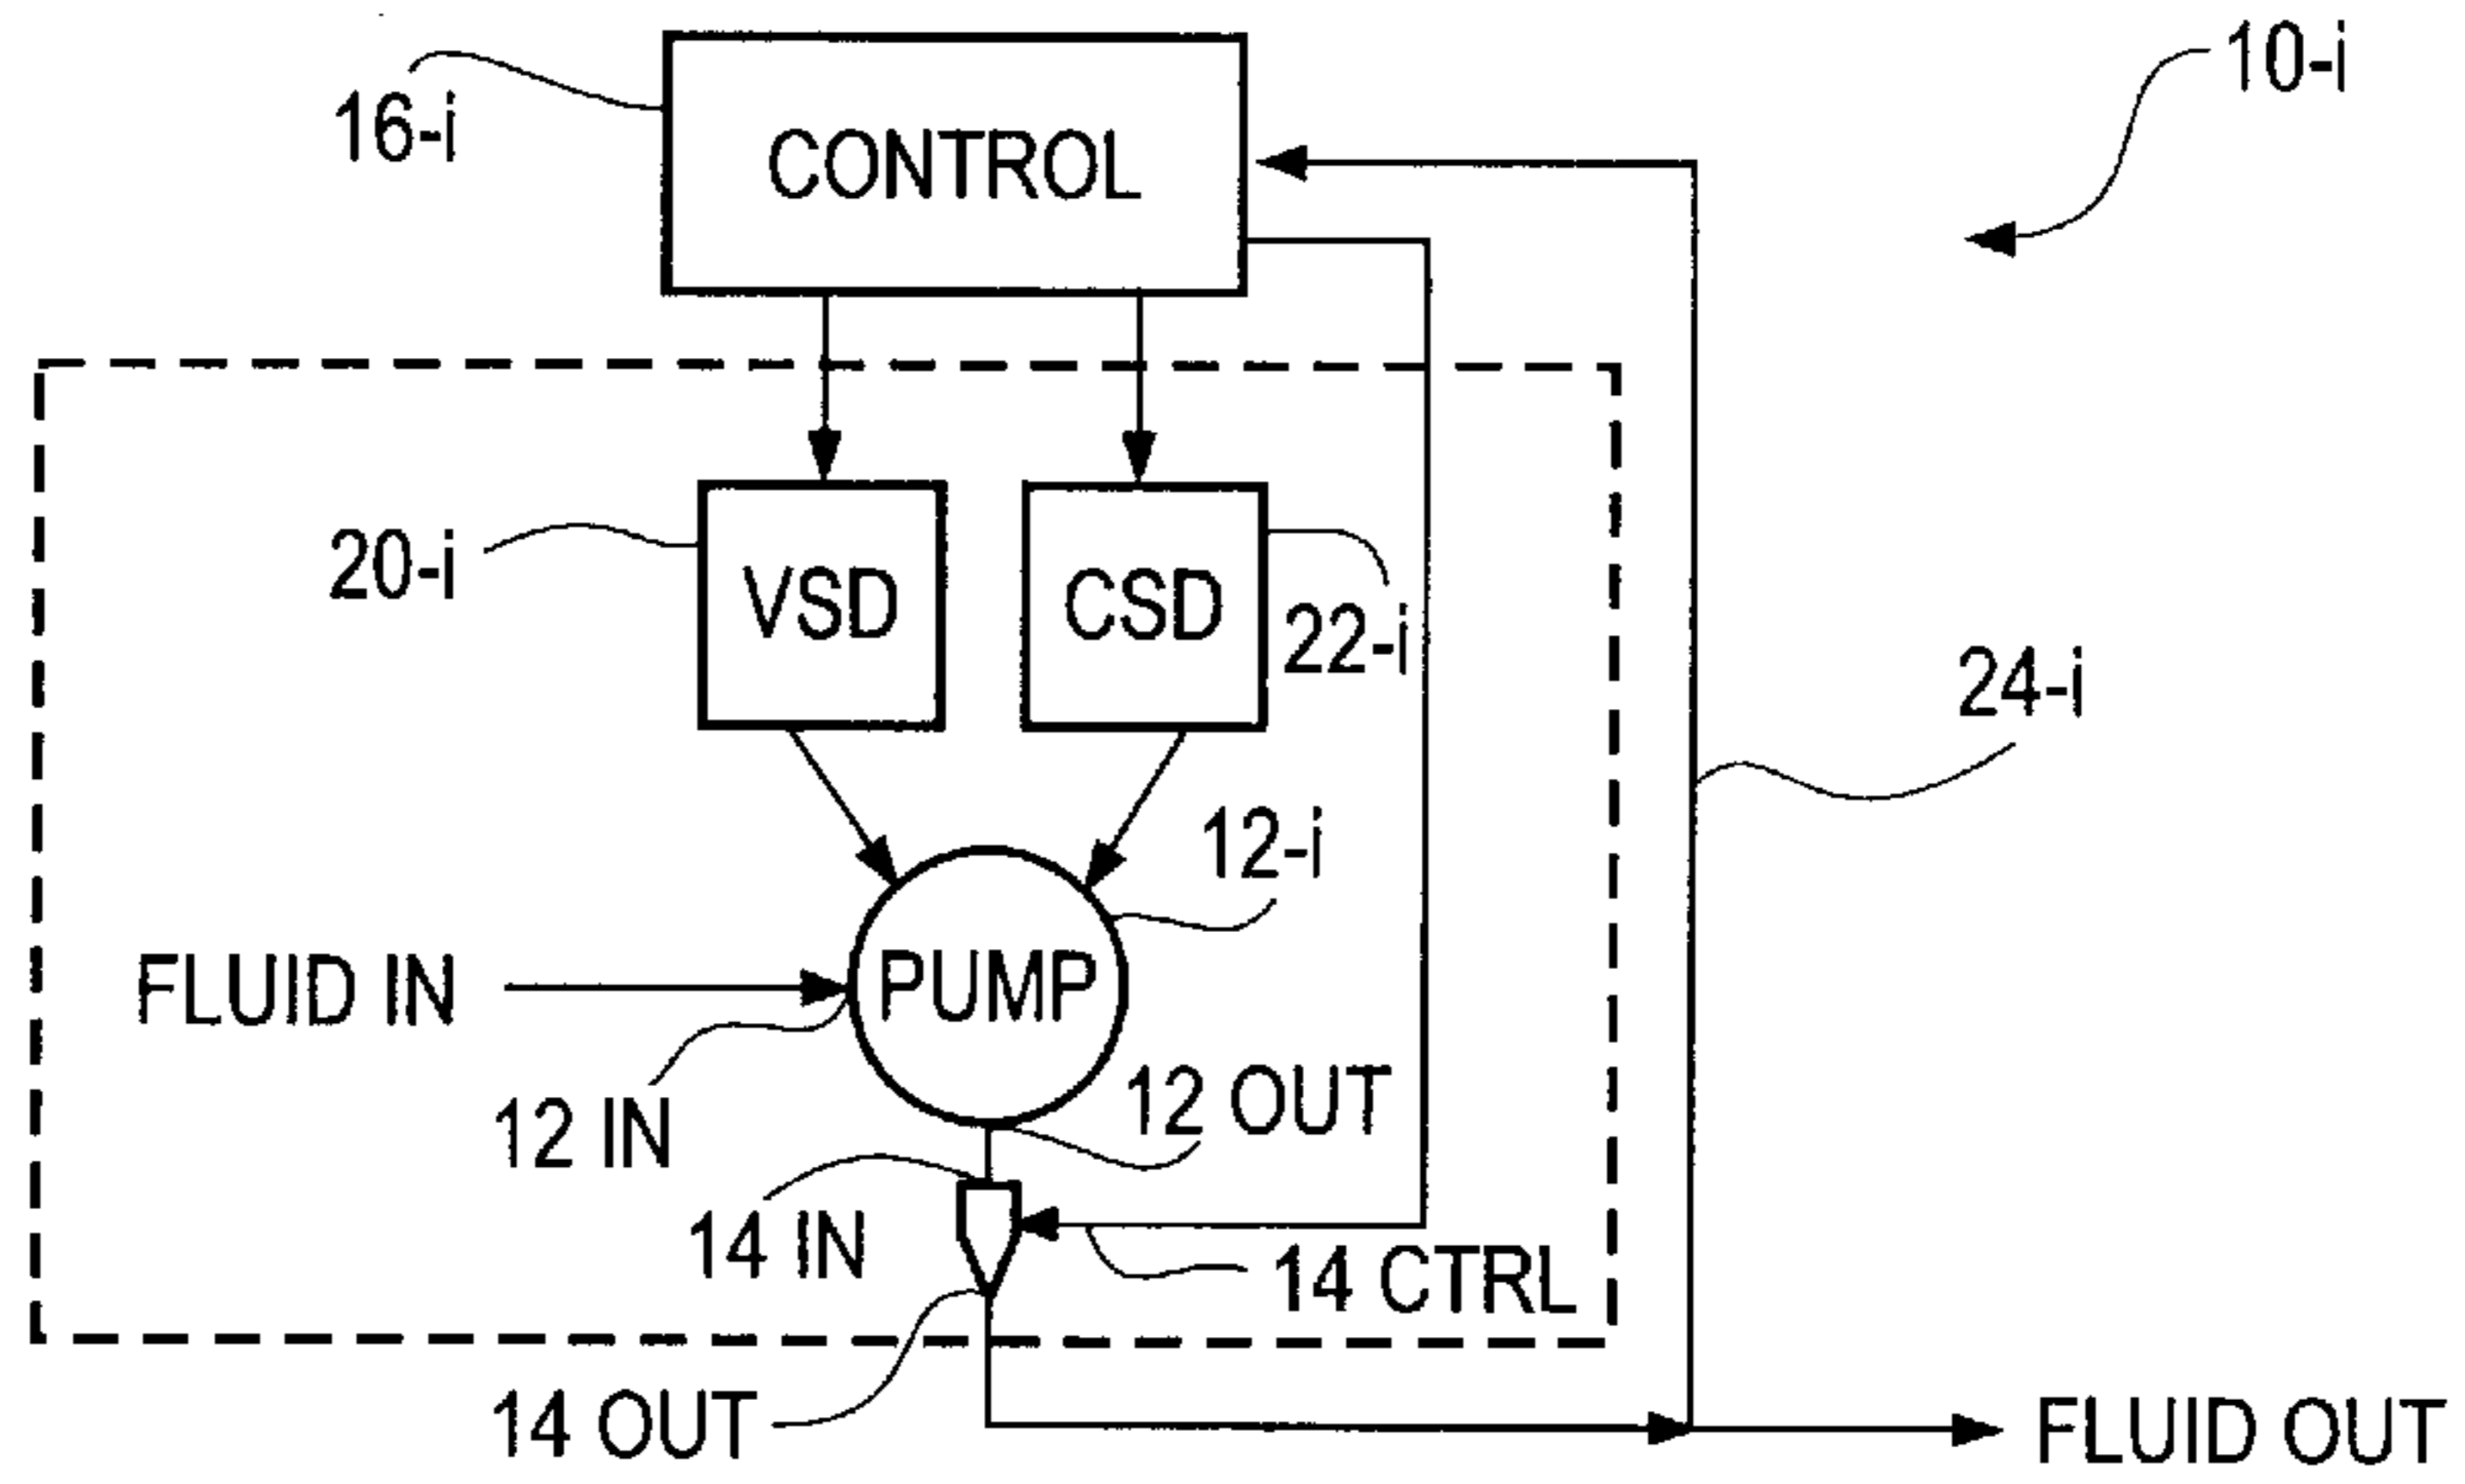 10-i
16-i
CONTROL
20-i
VSD
CSD
22-i
24-i
12-i
FLUID IN
PUMP
12 IN
12 OUT
14 IN
14 CTRL
14 OUT
FLUID OUT